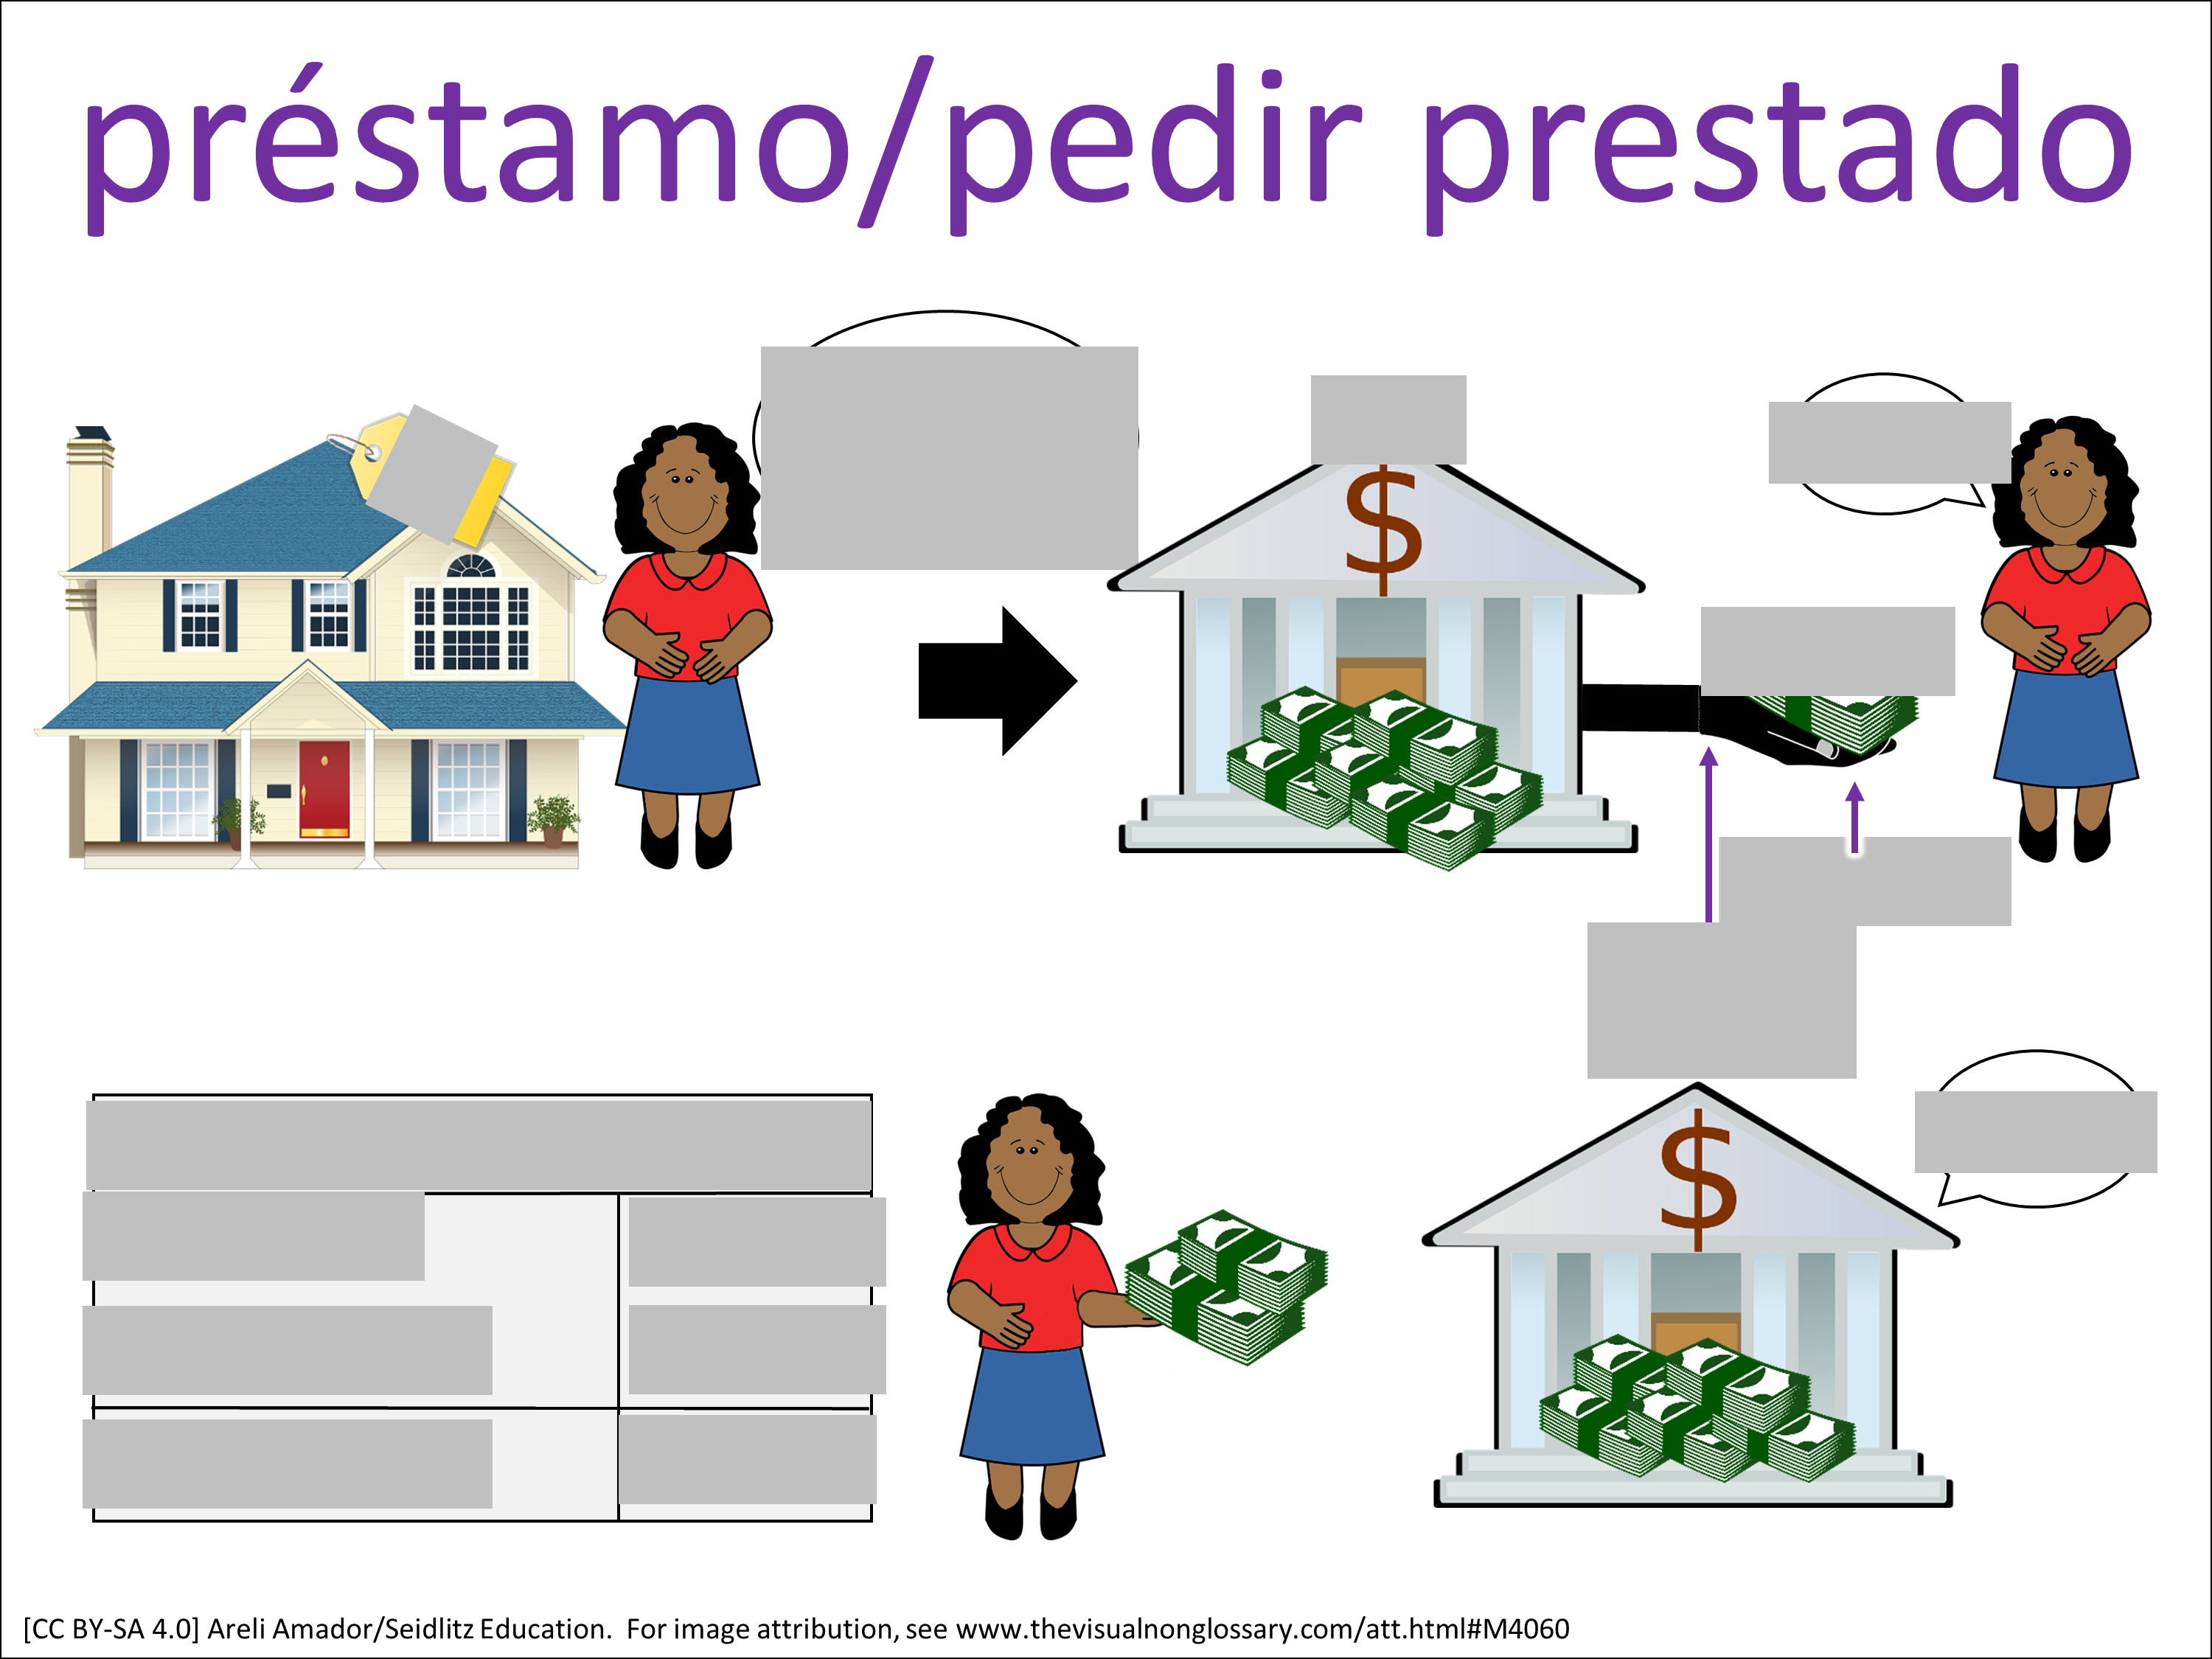 préstamo/pedir prestado
$
$
[CC BY-SA 4.0] Areli Amador/Seidlitz Education.  For image attribution, see www.thevisualnonglossary.com/att.html#M4060